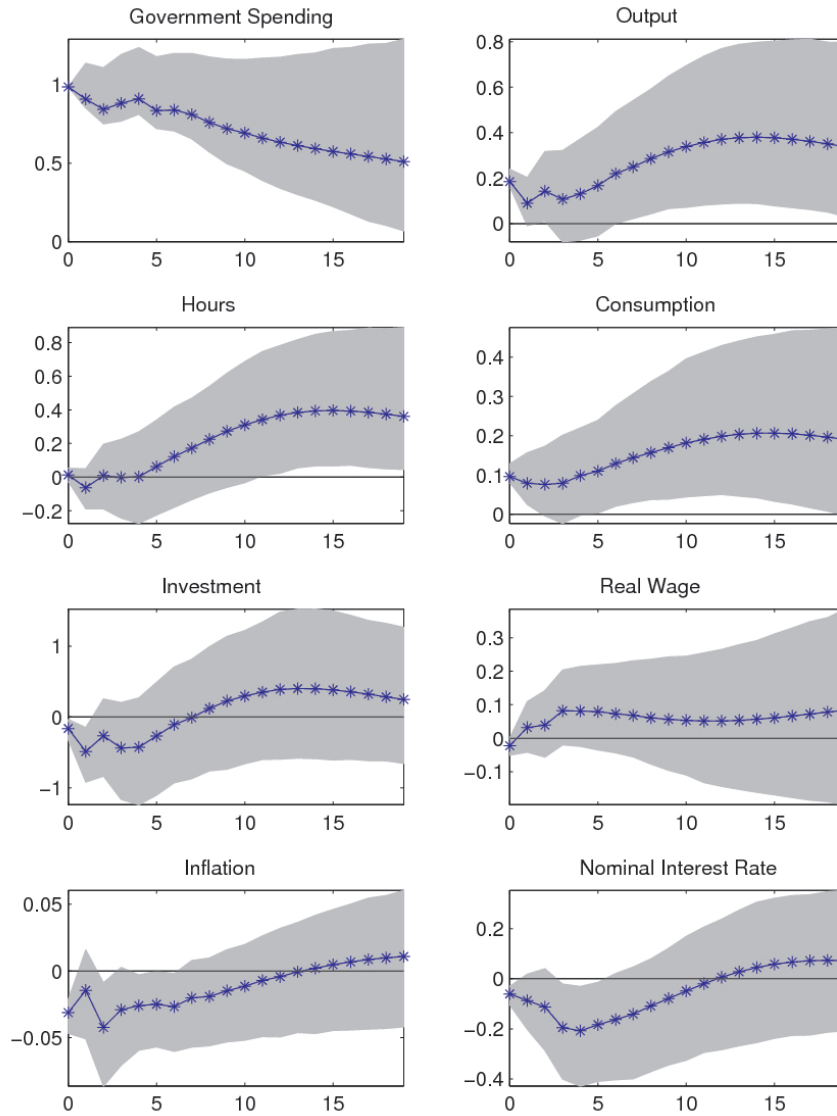 Government Spending
1
0.5
0
0 5 10 15
Output
0.8
0.6
0.4
0.2
0
0 5 10 15
Hours
0.8
0.6
0.4
0.2
0
−0.2
0 5 10 15
Consumption
0.4
0.3
0.2
0.1
0
0 5 10 15
Investment
1
0
−1
0 5 10 15
Real Wage
0.3
0.2
0.1
0
−0.1
0 5 10 15
Inflation
0.05
0
−0.05
0 5 10 15
Nominal Interest Rate
0.2
0
−0.2
−0.4
0 5 10 15